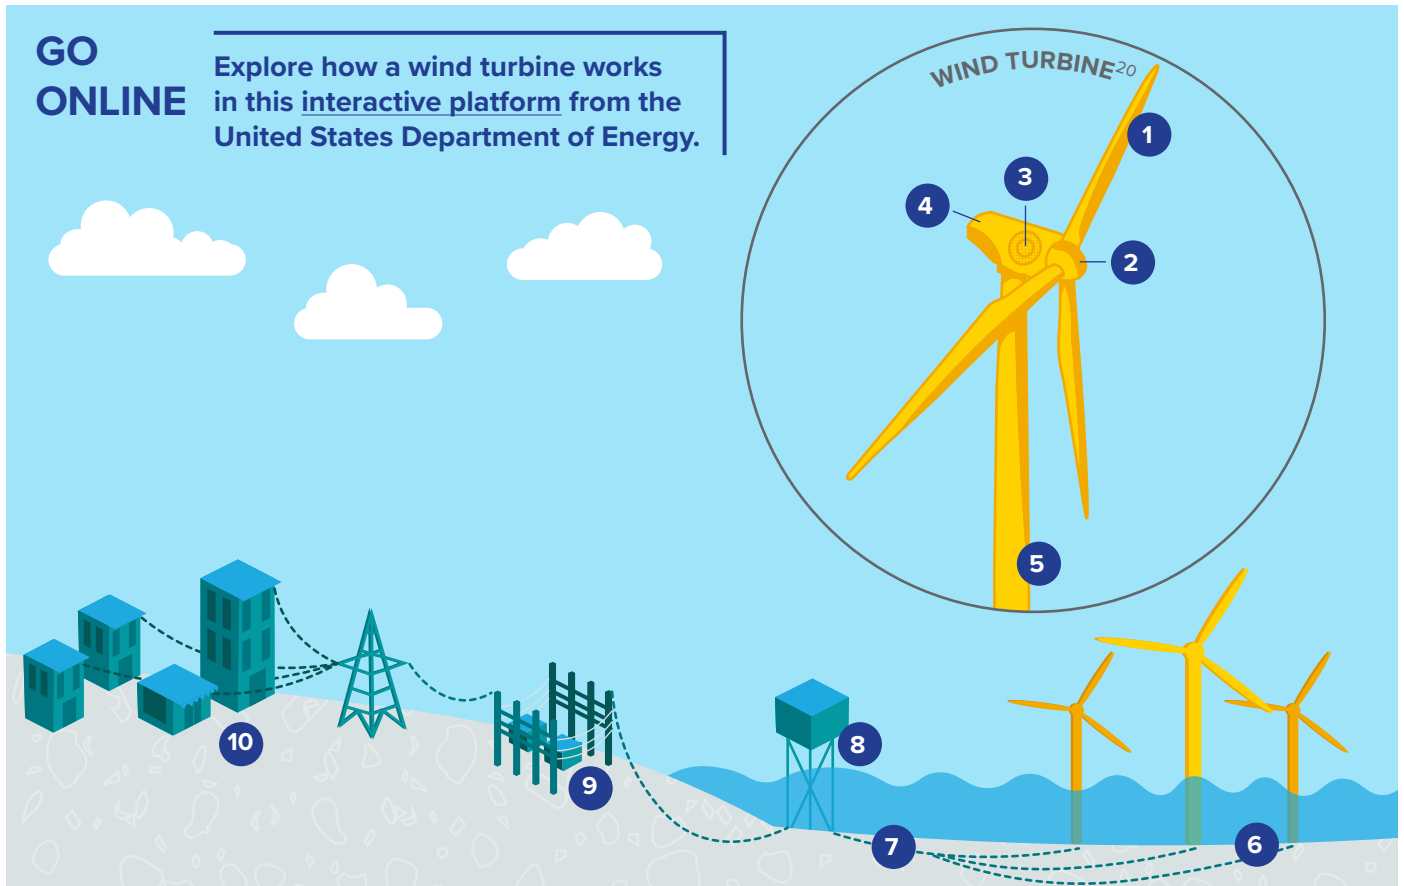 GO
ONLINE
Explore how a wind turbine works
in this interactive platform from the
United States Department of Energy.
WIND TURBINE20
1
3
4
2
5
10
9
8
7
6